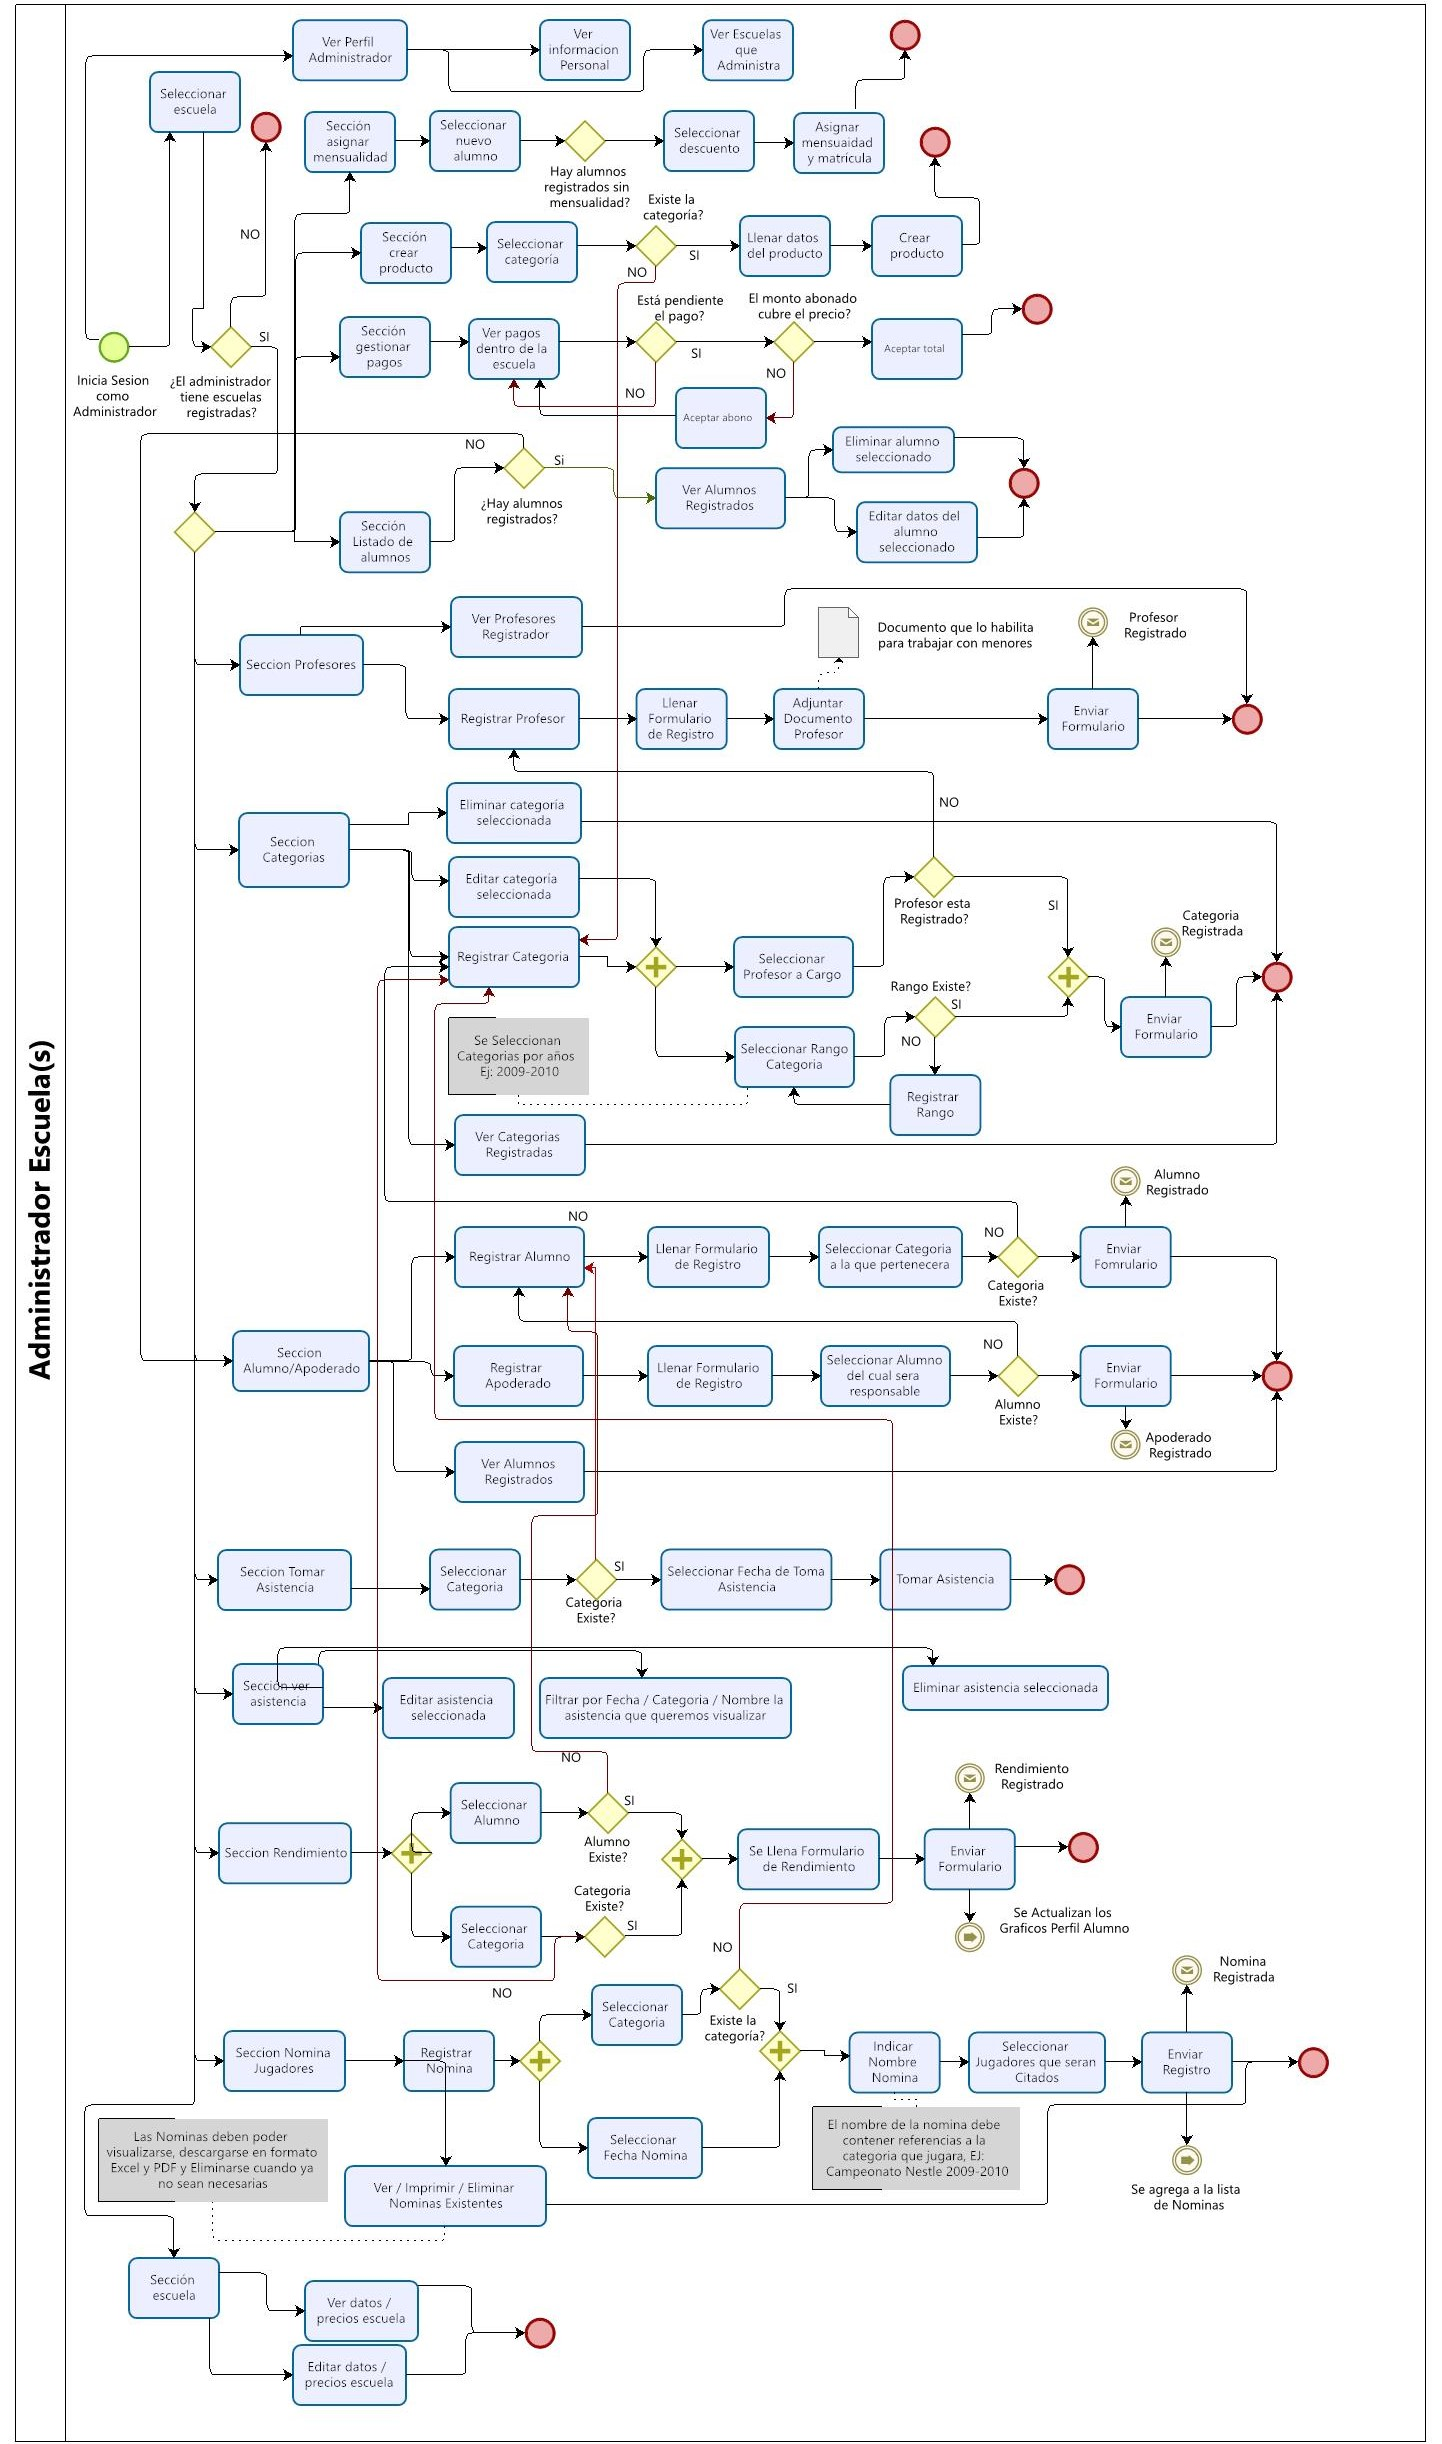 Administrador Escuela(s)
Ver Perfil
Administrador
Ver
informacion
Personal
Ver Escuelas
que
Administra
Seleccionar
escuela
Sección
asignar
mensualidad
Seleccionar
nuevo
alumno
Hay alumnos
registrados sin
mensualidad?
Seleccionar
descuento
Asignar
mensuaidad
y matrícula
NO
Sección
crear
producto
Seleccionar
categoría
Existe la
categoría?
SI
NO
Llenar datos
del producto
Crear
producto
Inicia Sesion
como
Administrador
¿El administrador
tiene escuelas
registradas?
SI
Sección
gestionar
pagos
Ver pagos
dentro de la
escuela
Está pendiente
el pago?
SI
NO
El monto abonado
cubre el precio?
NO
Aceptar total
Aceptar abono
NO
Si
¿Hay alumnos
registrados?
Sección
Listado de
alumnos
Ver Alumnos
Registrados
Eliminar alumno
seleccionado
Editar datos del
alumno
seleccionado
Seccion Profesores
Ver Profesores
Registrador
Documento que lo habilita
para trabajar con menores
Profesor
Registrado
Registrar Profesor
Llenar
Formulario
de Registro
Adjuntar
Documento
Profesor
Enviar
Formulario
NO
Seccion
Categorias
Eliminar categoría
seleccionada
Editar categoría
seleccionada
Registrar Categoria
Seleccionar
Profesor a Cargo
Profesor esta
Registrado?
SI
Categoria
Registrada
Se Seleccionan
Categorias por años
Ej: 2009-2010
Seleccionar Rango
Categoria
Rango Existe?
SI
NO
Registrar
Rango
Enviar
Formulario
Ver Categorias
Registradas
Alumno
Registrado
NO
Registrar Alumno
Llenar Formulario
de Registro
Seleccionar Categoria
a la que pertenecera
NO
Categoria
Existe?
Enviar
Fomrulario
Seccion
Alumno/Apoderado
Registrar
Apoderado
Llenar Formulario
de Registro
Seleccionar Alumno
del cual sera
responsable
NO
Alumno
Existe?
Enviar
Formulario
Apoderado
Registrado
Ver Alumnos
Registrados
Seccion Tomar
Asistencia
Seleccionar
Categoria
SI
Categoria
Existe?
Seleccionar Fecha de Toma
Asistencia
Tomar Asistencia
Sección ver
asistencia
Editar asistencia
seleccionada
Filtrar por Fecha / Categoria / Nombre la
asistencia que queremos visualizar
Eliminar asistencia seleccionada
NO
Seccion Rendimiento
Seleccionar
Alumno
SI
Alumno
Existe?
Seleccionar
Categoria
Categoria
Existe?
SI
NO
Se Llena Formulario
de Rendimiento
Enviar
Formulario
Rendimiento
Registrado
Se Actualizan los
Graficos Perfil Alumno
Seccion Nomina
Jugadores
Registrar
Nomina
Seleccionar
Categoria
NO
SI
Existe la
categoría?
Seleccionar
Fecha Nomina
Indicar
Nombre
Nomina
Seleccionar
Jugadores que seran
Citados
Enviar
Registro
Nomina
Registrada
Se agrega a la lista
de Nominas
El nombre de la nomina debe
contener referencias a la
categoria que jugara, EJ:
Campeonato Nestle 2009-2010
Las Nominas deben poder
visualizarse, descargarse en formato
Excel y PDF y Eliminarse cuando ya
no sean necesarias
Ver / Imprimir / Eliminar
Nominas Existentes
Sección
escuela
Ver datos /
precios escuela
Editar datos /
precios escuela